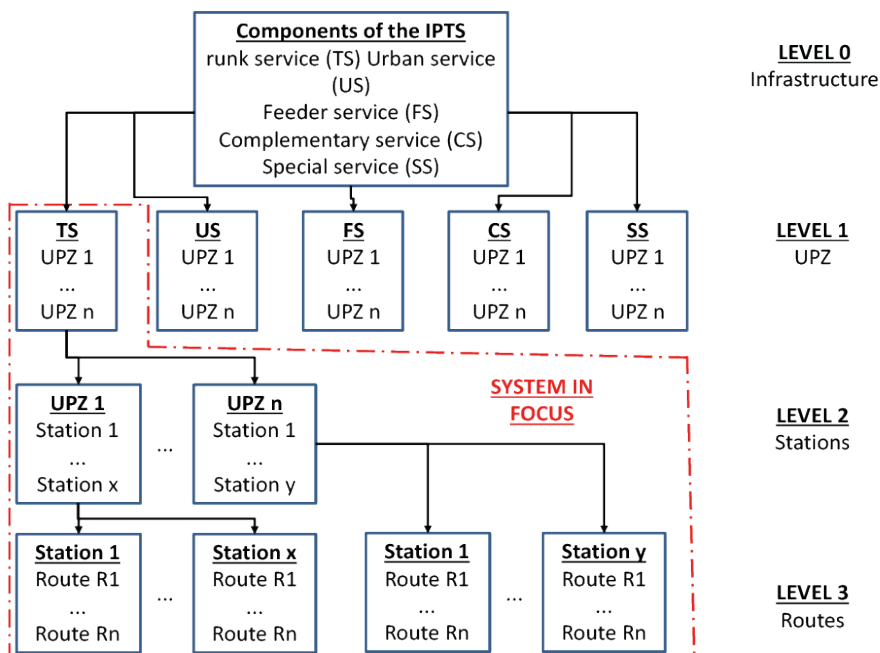 Components of the IPTS
runk service (TS) Urban service
(US)
Feeder service (FS)
Complementary service (CS)
Special service (SS)
LEVEL 0
Infrastructure
TS
UPZ 1
...
UPZ n
US
UPZ 1
...
UPZ n
FS
UPZ 1
...
UPZ n
CS
UPZ 1
...
UPZ n
SS
UPZ 1
...
UPZ n
LEVEL 1
UPZ
UPZ 1
Station 1
...
Station x
...
UPZ n
Station 1
...
Station y
SYSTEM IN
FOCUS
LEVEL 2
Stations
Station 1
Route R1
...
Route Rn
...
Station x
Route R1
...
Route Rn
Station 1
Route R1
...
Route Rn
...
Station y
Route R1
...
Route Rn
LEVEL 3
Routes